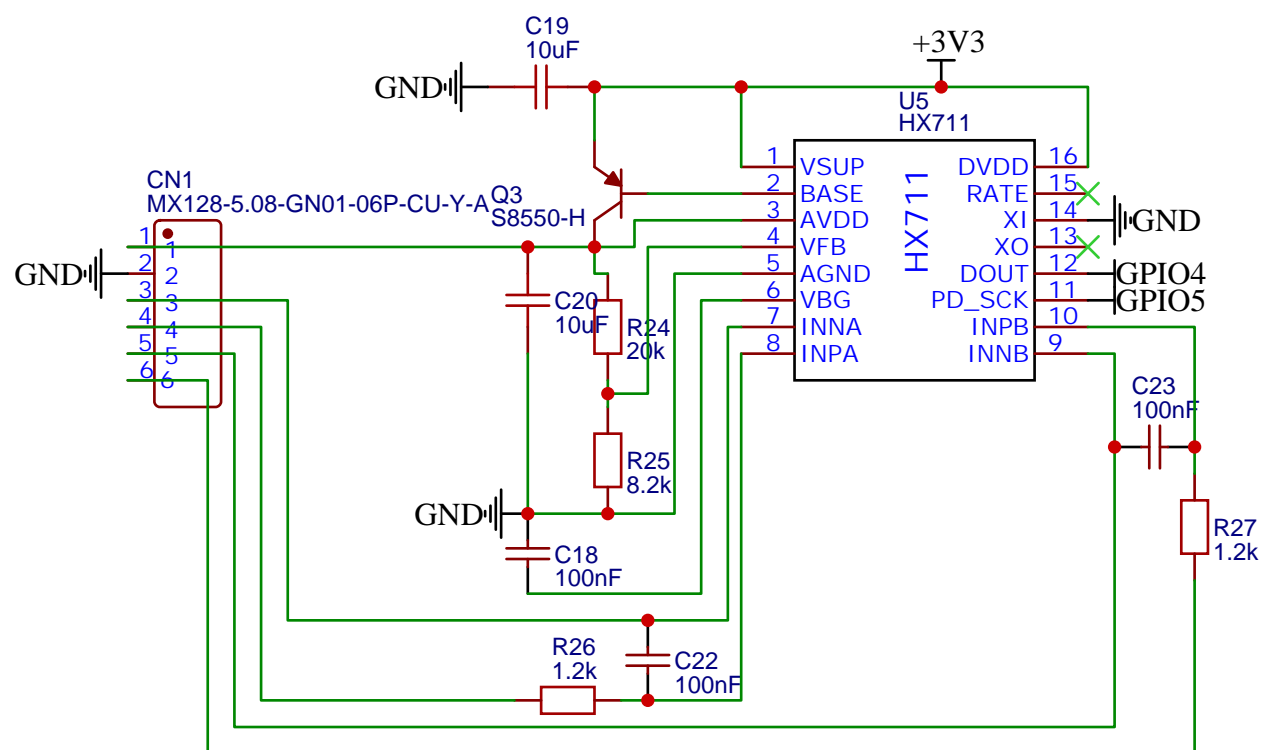 C19
10uF
GND
+3V3
U5
HX711
CN1
MX128-5.08-GN01-06P-CU-Y-A
Q3
S8550-H
1 VSUP
2 BASE
3 AVDD
4 VFB
5 AGND
6 VBG
7 INNA
8 INPA
HX711
DVDD 16
RATE 15
XI 14
XO 13
DOUT 12
PD_SCK 11
INPB 10
INNB 9
GND
GPIO4
GPIO5
GND
1 1
2 2
3 3
4 4
5 5
6 6
C20
10uF
R24
20k
C23
100nF
R25
8.2k
GND
C18
100nF
R27
1.2k
R26
1.2k
C22
100nF